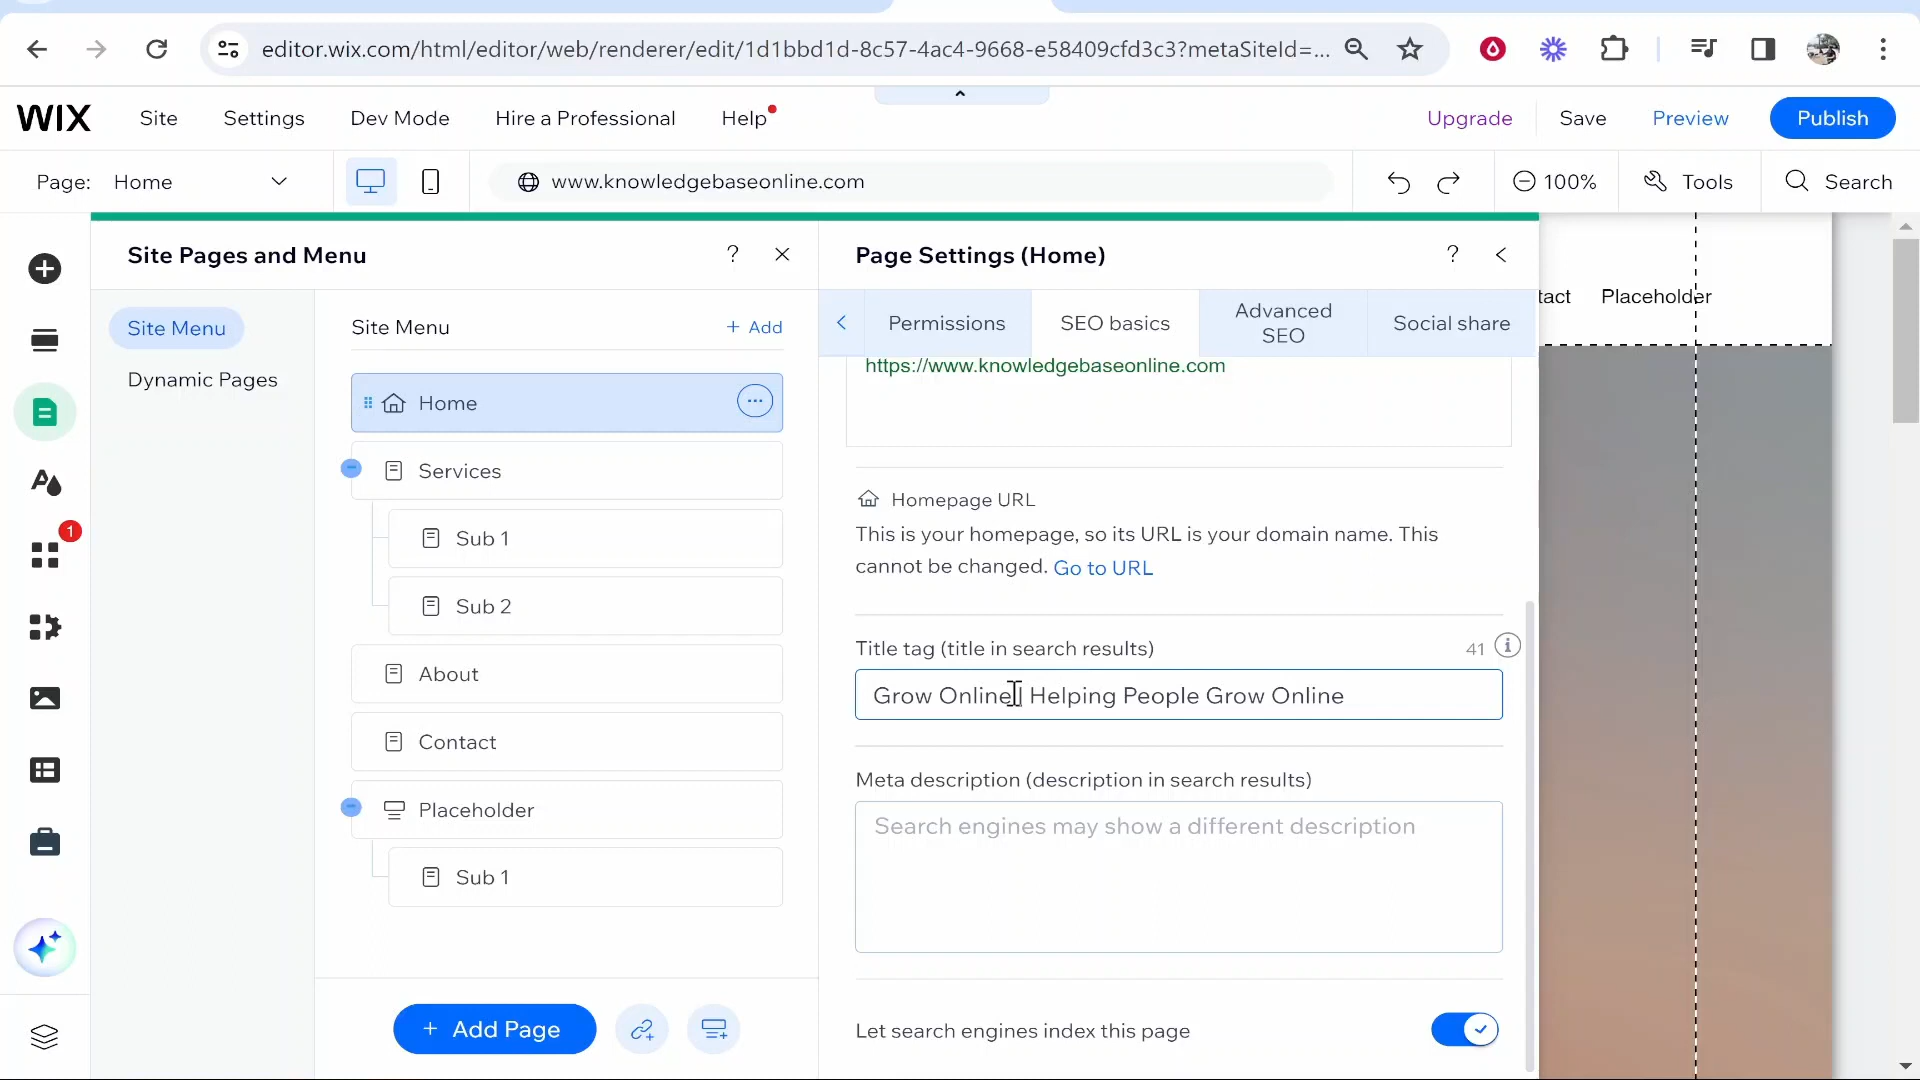 editor.wix.com/html/editor/web/renderer/edit/1d1bbd1d-8c57-4ac4-9668-e58409cfd3c3?metaSiteId=...
WIX Site Settings Dev Mode Hire a Professional Help Upgrade Save Preview Publish
Page: Home www.knowledgebaseonline.com 100% Tools Search
Site Pages and Menu ?
Site Menu
Dynamic Pages
Site Menu + Add
Home
Services
Sub 1
Sub 2
About
Contact
Placeholder
Sub 1
+ Add Page
1
Page Settings (Home) ?
Permissions SEO basics Advanced SEO Social share
https://www.knowledgebaseonline.com
Homepage URL
This is your homepage, so its URL is your domain name. This
cannot be changed. Go to URL
Title tag (title in search results) 41
Grow Online | Helping People Grow Online
Meta description (description in search results)
Search engines may show a different description
Let search engines index this page
tact Placeholder